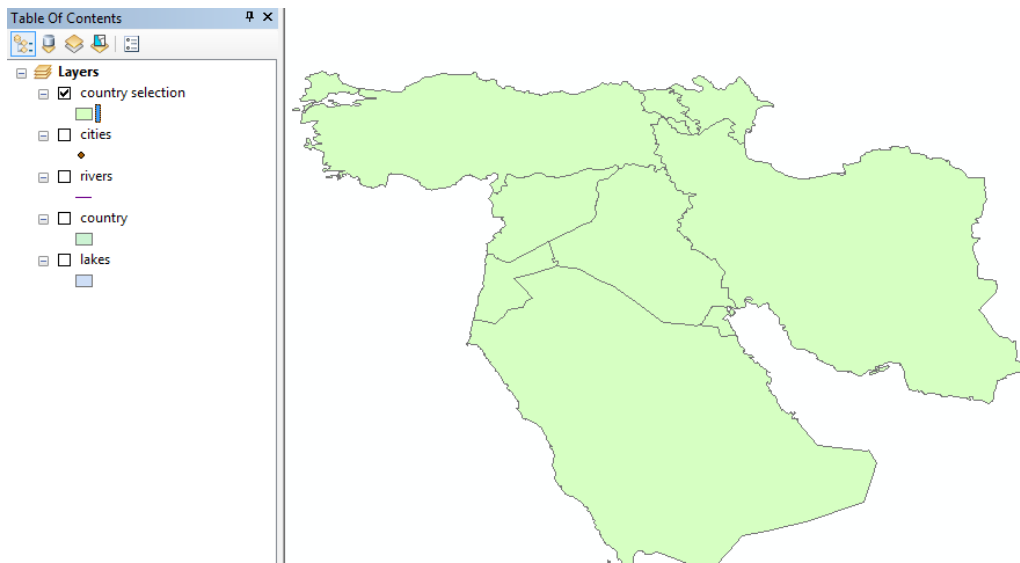 Table Of Contents
Layers
country selection
cities
rivers
country
lakes